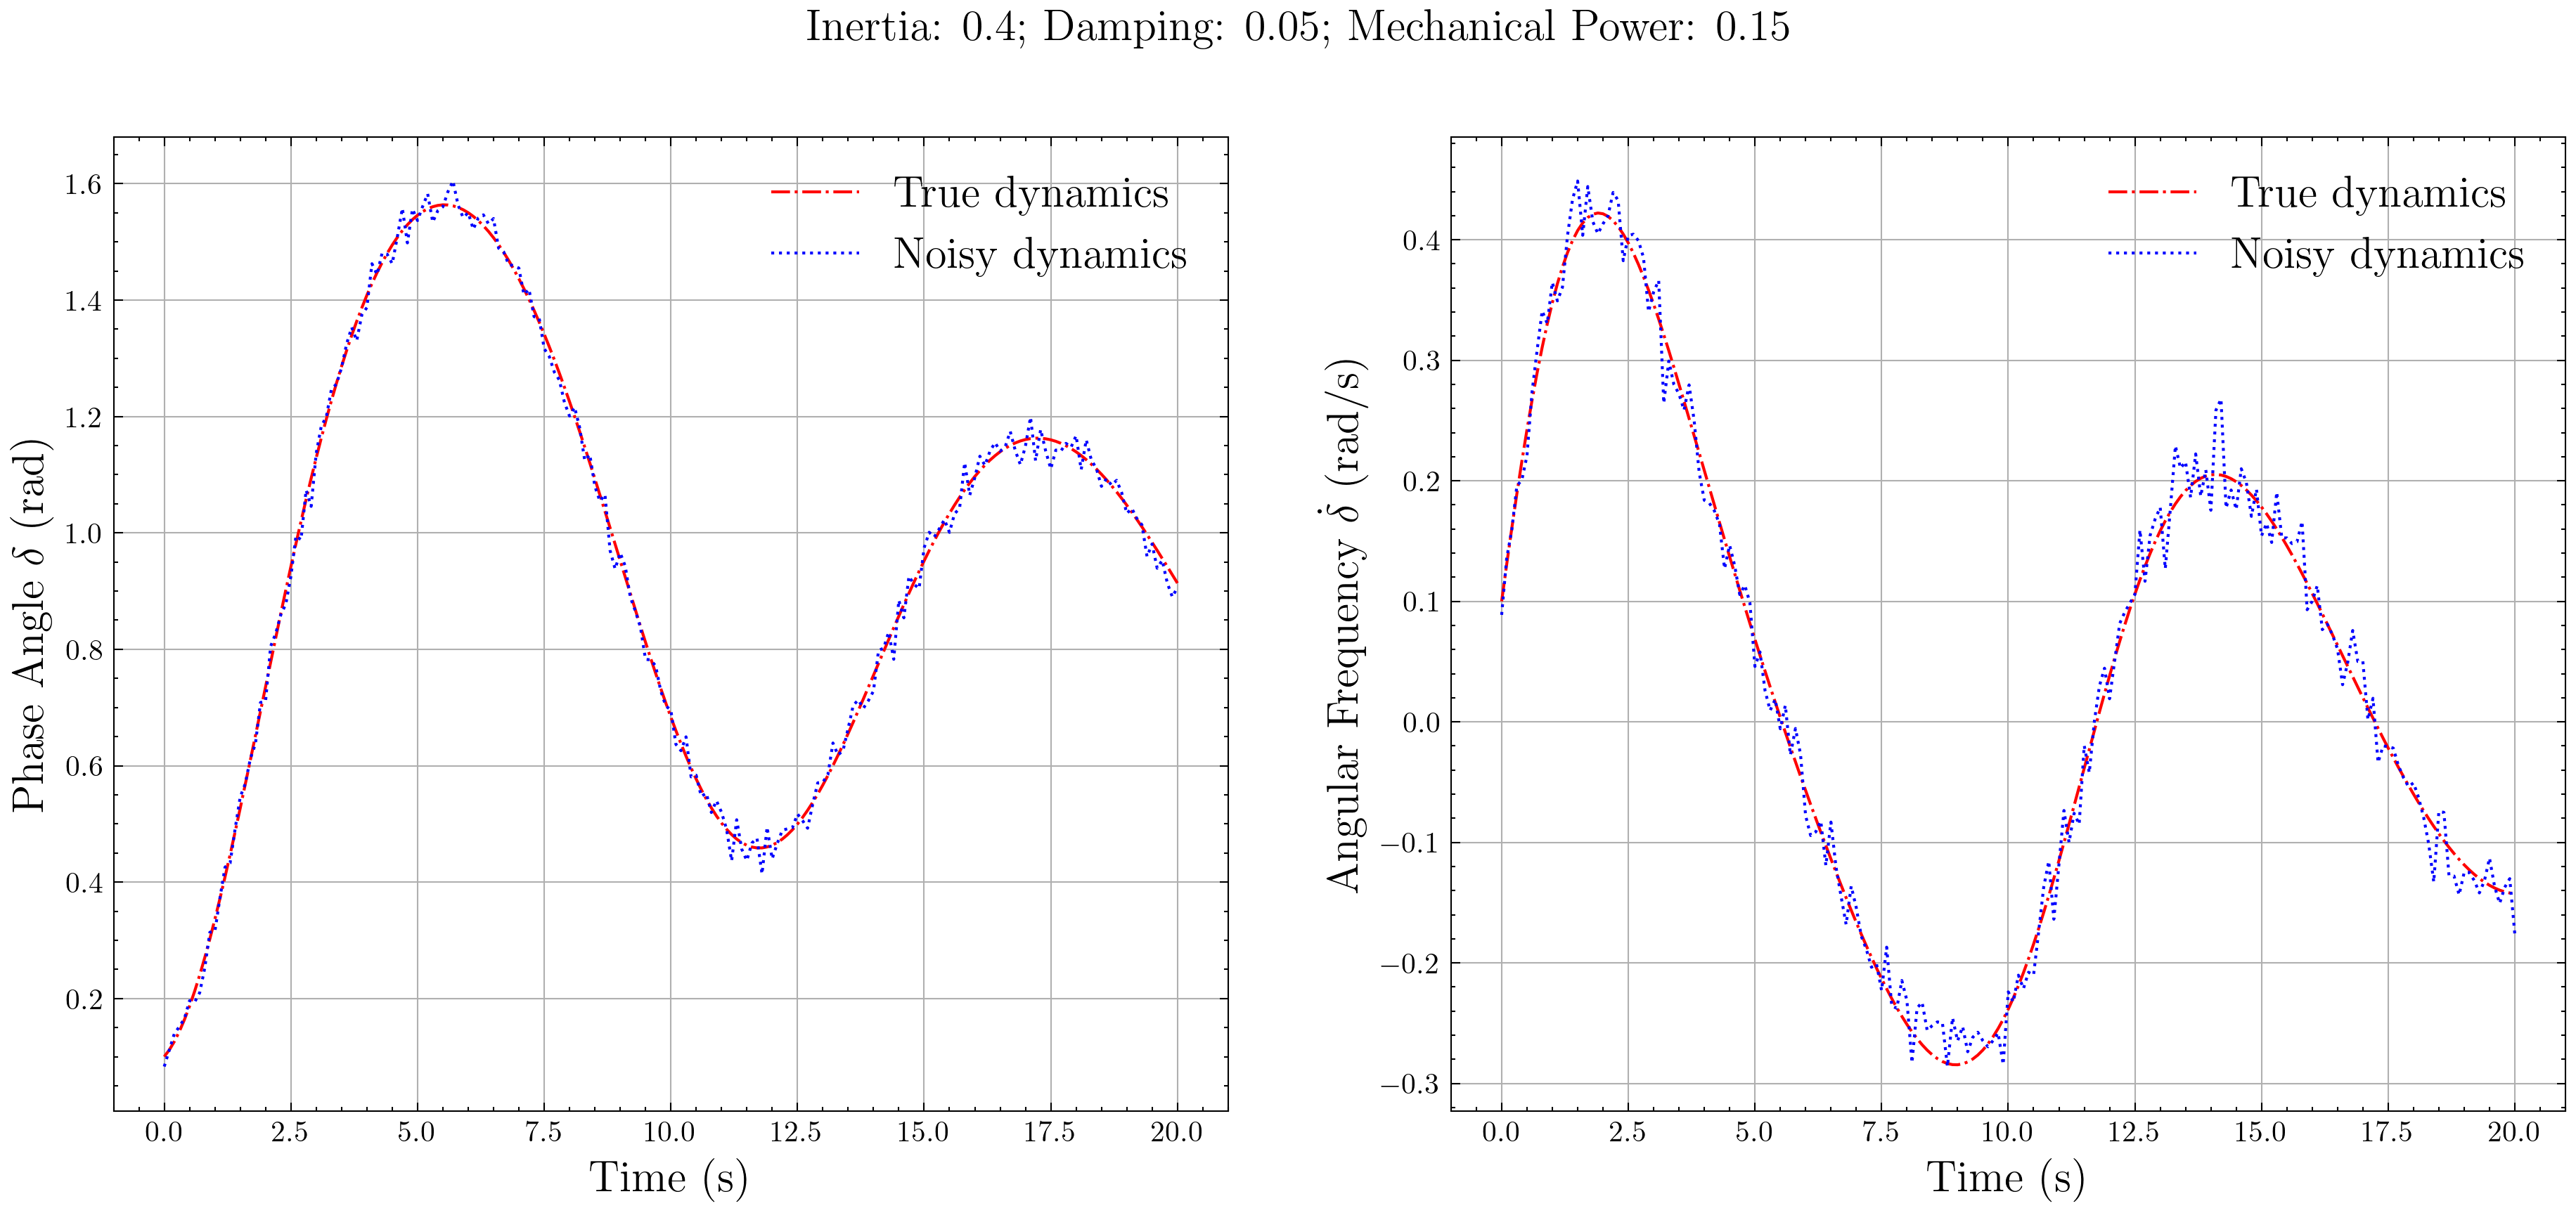 Inertia: 0.4; Damping: 0.05; Mechanical Power: 0.15
Phase Angle δ (rad)
1.6
1.4
1.2
1.0
0.8
0.6
0.4
0.2
True dynamics
Noisy dynamics
0.0 2.5 5.0 7.5 10.0 12.5 15.0 17.5 20.0
Time (s)
Angular Frequency δ̇ (rad/s)
0.4
0.3
0.2
0.1
0.0
−0.1
−0.2
−0.3
True dynamics
Noisy dynamics
0.0 2.5 5.0 7.5 10.0 12.5 15.0 17.5 20.0
Time (s)